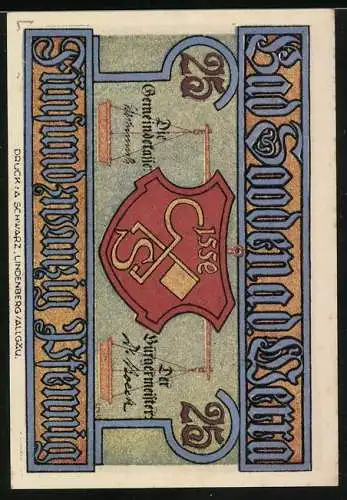 Bad Sooden a.d. Werra
25 25
Die Gemeindekasse:
Der Bürgermeister:
Fünfundzwanzig Pfennig
DRUCK: A. SCHWARZ, LINDENBERG/ALLGÄU.